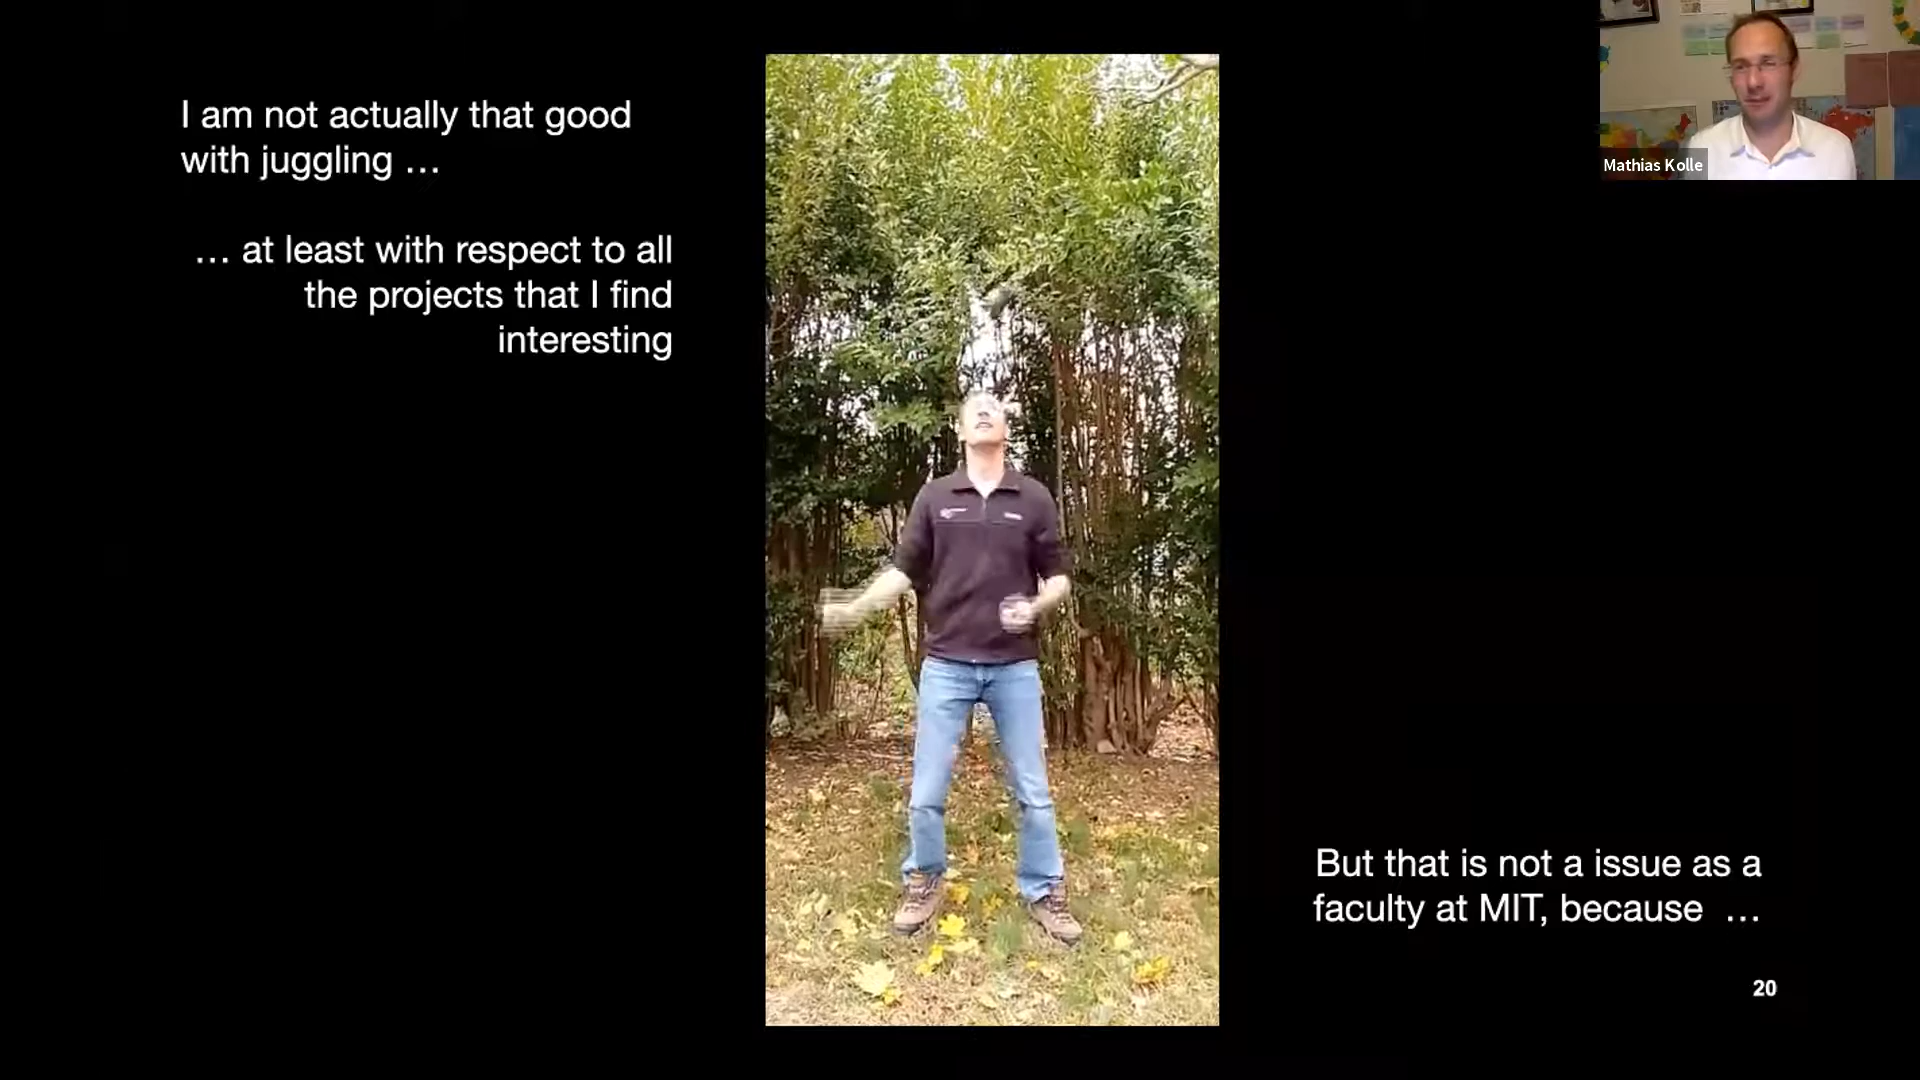 I am not actually that good
with juggling ...
... at least with respect to all
the projects that I find
interesting
Mathias Kolle
But that is not a issue as a
faculty at MIT, because ...
20